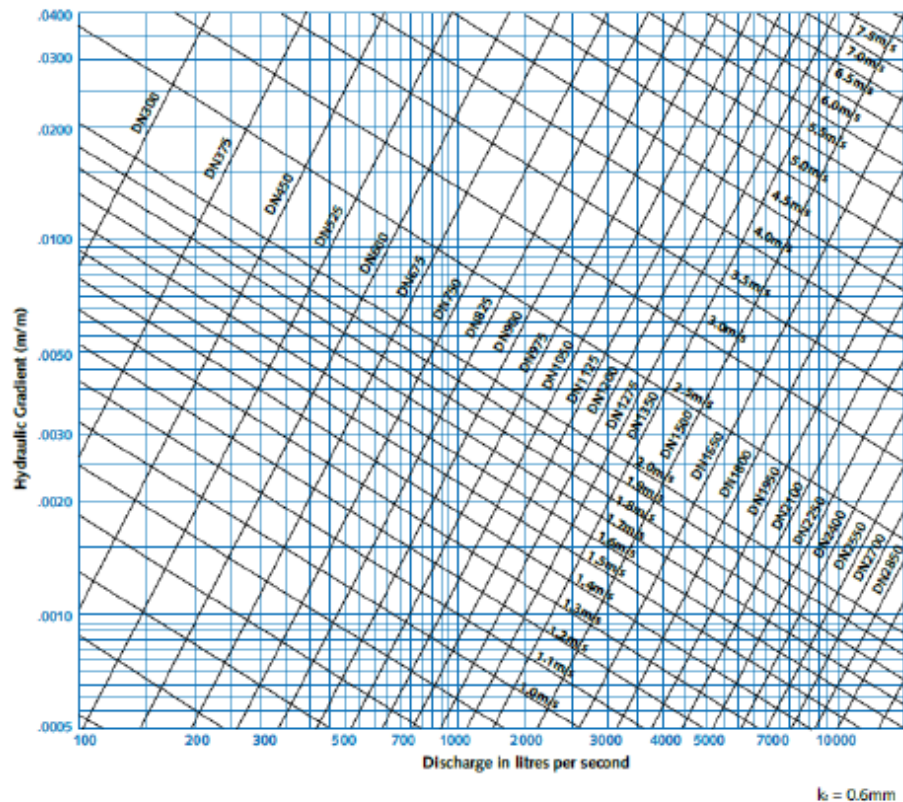 .0400
.0300
.0200
.0100
.0050
.0030
.0020
.0010
.0005
Hydraulic Gradient (m/m)
100
200
300
500
700
1000
2000
3000
4000
5000
7000
10000
Discharge in litres per second
DN300
DN375
DN450
DN525
DN600
DN675
DN750
DN825
DN900
DN975
DN1050
DN1125
DN1200
DN1275
DN1350
DN1500
DN1650
DN1800
DN1950
DN2100
DN2250
DN2400
DN2550
DN2700
DN2850
7.5m/s
7.0m/s
6.5m/s
6.0m/s
5.5m/s
5.0m/s
4.5m/s
4.0m/s
3.5m/s
3.0m/s
2.5m/s
2.0m/s
1.9m/s
1.8m/s
1.7m/s
1.6m/s
1.5m/s
1.4m/s
1.3m/s
1.2m/s
1.1m/s
1.0m/s
= 0.6mm